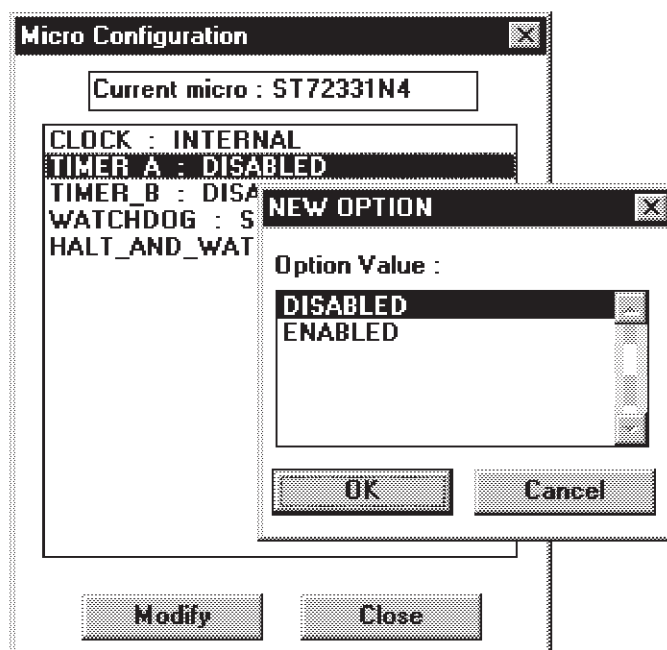 Micro Configuration
Current micro : ST72331N4
CLOCK : INTERNAL
TIMER_A : DISABLED
TIMER_B : DISA
WATCHDOG : S
HALT_AND_WAT
NEW OPTION
Option Value :
DISABLED
ENABLED
OK
Cancel
Modify
Close